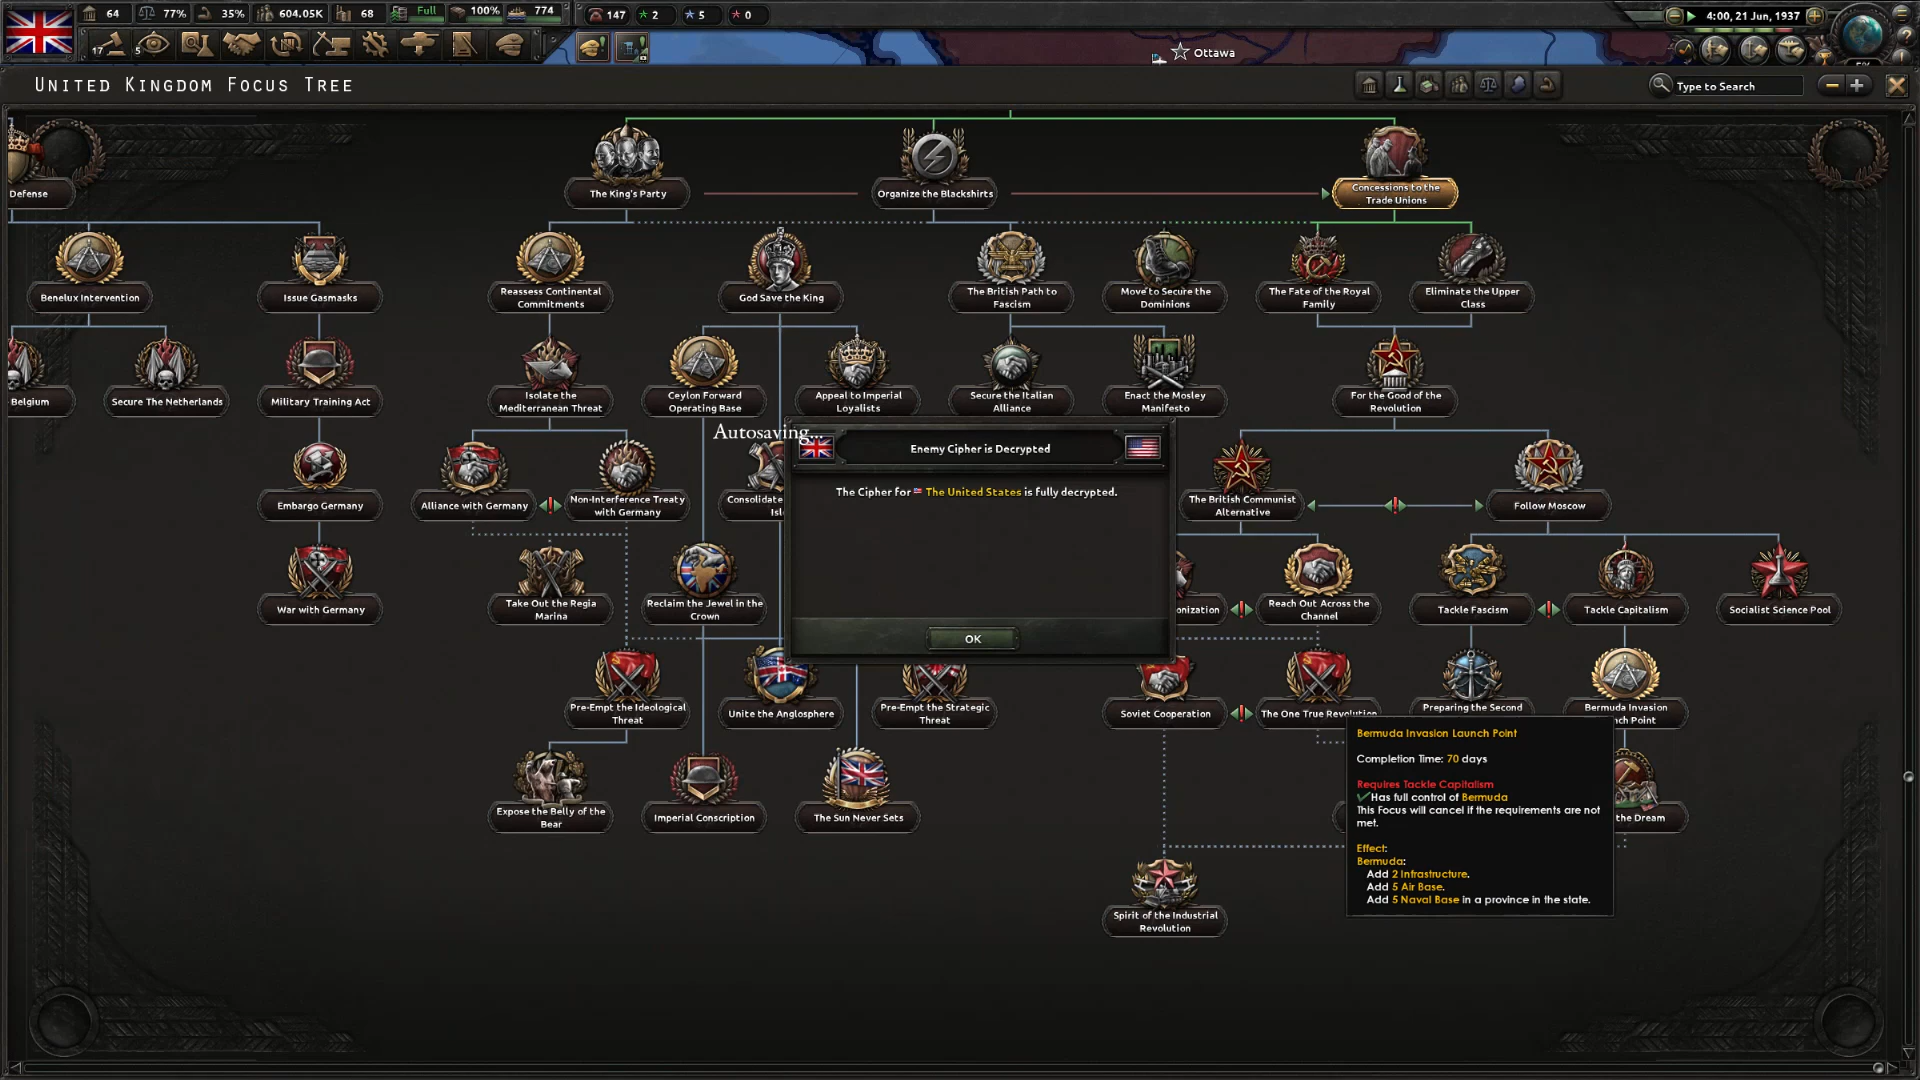 64
77%
35%
604.05K
68
Full
100%
774
147
2
5
0
4:00, 21 Jun, 1937
17
5
Ottawa
United Kingdom Focus Tree
Type to Search
The King's Party
Organize the Blackshirts
Concessions to the
Trade Unions
Defense
Benelux Intervention
Issue Gasmasks
Reassess Continental
Commitments
God Save the King
The British Path to
Fascism
Move to Secure the
Dominions
The Fate of the Royal
Family
Eliminate the Upper
Class
Belgium
Secure The Netherlands
Military Training Act
Isolate the
Mediterranean Threat
Ceylon Forward
Operating Base
Appeal to Imperial
Loyalists
Secure the Italian
Alliance
Enact the Mosley
Manifesto
For the Good of the
Revolution
Autosaving...
Enemy Cipher is Decrypted
The Cipher for The United States is fully decrypted.
OK
Embargo Germany
Alliance with Germany
Non-Interference Treaty
with Germany
Consolidate
Isl
The British Communist
Alternative
Follow Moscow
War with Germany
Take Out the Regia
Marina
Reclaim the Jewel in the
Crown
onization
Reach Out Across the
Channel
Tackle Fascism
Tackle Capitalism
Socialist Science Pool
Pre-Empt the Ideological
Threat
Unite the Anglosphere
Pre-Empt the Strategic
Threat
Soviet Cooperation
The One True Revolution
Preparing the Second
Bermuda Invasion
nch Point
Bermuda Invasion Launch Point
Completion Time: 70 days
Requires Tackle Capitalism
Has full control of Bermuda
This Focus will cancel if the requirements are not
met.
Effect:
Bermuda:
Add 2 Infrastructure.
Add 5 Air Base.
Add 5 Naval Base in a province in the state.
Expose the Belly of the
Bear
Imperial Conscription
The Sun Never Sets
the Dream
Spirit of the Industrial
Revolution